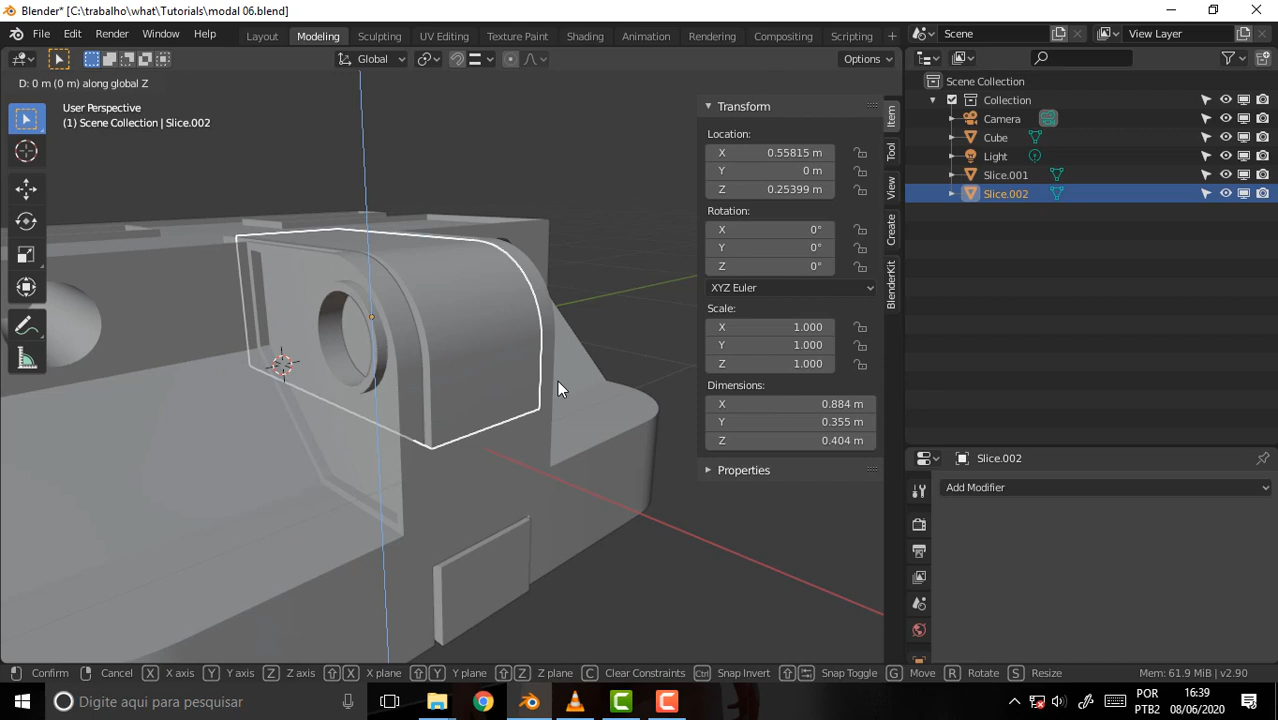 Blender* [C:\trabalho\what\Tutorials\modal 06.blend]
File Edit Render Window Help Layout Modeling Sculpting UV Editing Texture Paint Shading Animation Rendering Compositing Scripting Scene View Layer
Global Options
D: 0 m (0 m) along global Z
User Perspective
(1) Scene Collection | Slice.002
Transform
Location:
X 0.55815 m
Y 0 m
Z 0.25399 m
Rotation:
X 0°
Y 0°
Z 0°
XYZ Euler
Scale:
X 1.000
Y 1.000
Z 1.000
Dimensions:
X 0.884 m
Y 0.355 m
Z 0.404 m
Properties
Item
Tool
View
Create
BlenderKit
Scene Collection
Collection
Camera
Cube
Light
Slice.001
Slice.002
Slice.002
Add Modifier
Confirm Cancel X X axis Y Y axis Z Z axis X X plane Y Y plane Z Z plane C Clear Constraints Ctrl Snap Invert Snap Toggle G Move R Rotate S Resize Mem: 61.9 MiB | v2.90
Digite aqui para pesquisar
POR
PTB2
16:39
08/06/2020